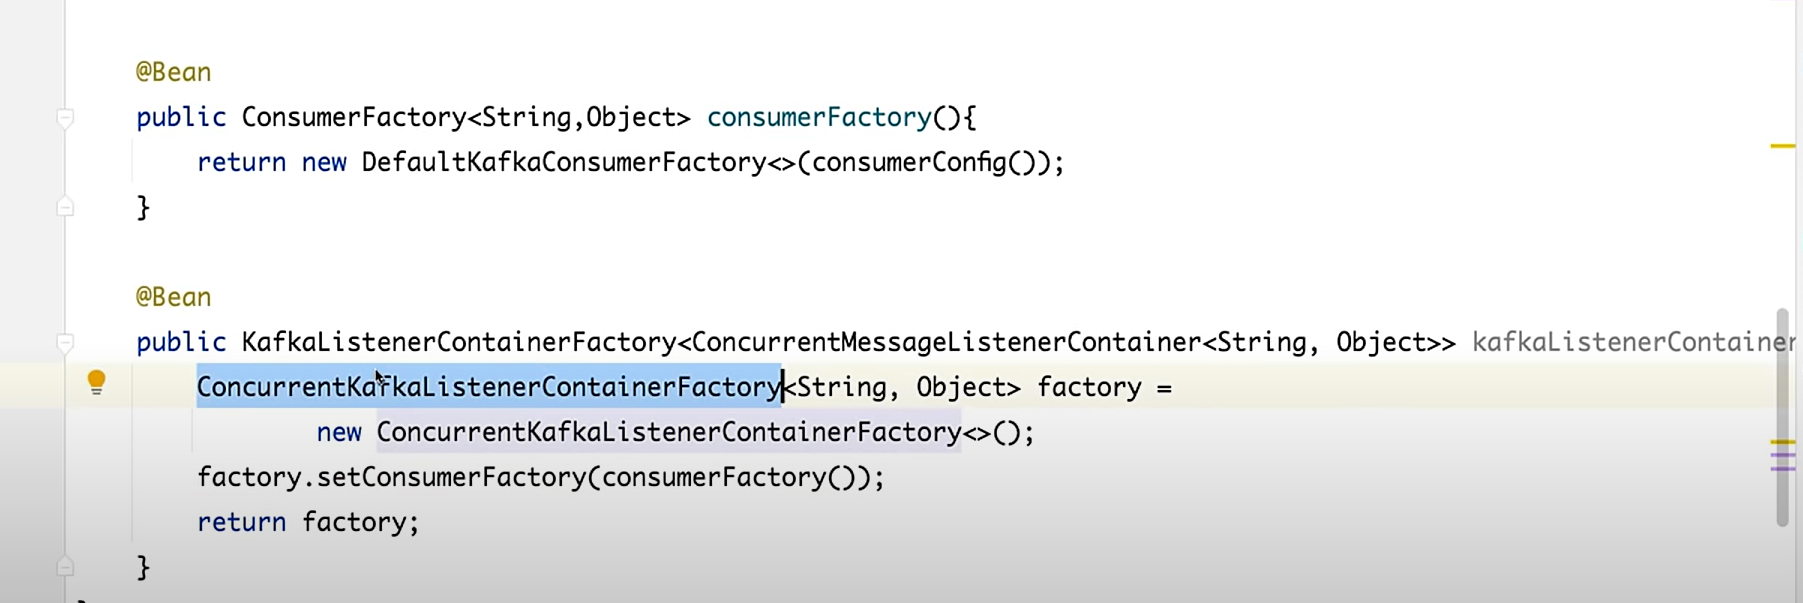 @Bean
public ConsumerFactory<String,Object> consumerFactory(){
return new DefaultKafkaConsumerFactory<>(consumerConfig());
}
@Bean
public KafkaListenerContainerFactory<ConcurrentMessageListenerContainer<String, Object>> kafkaListenerContainer
ConcurrentKafkaListenerContainerFactory<String, Object> factory =
new ConcurrentKafkaListenerContainerFactory<>();
factory.setConsumerFactory(consumerFactory());
return factory;
}